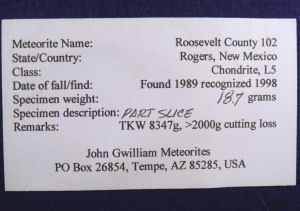 Meteorite Name: Roosevelt County 102
State/Country: Rogers, New Mexico
Class: Chondrite, L5
Date of fall/find: Found 1989 recognized 1998
Specimen weight: 18.7 grams
Specimen description: PART SLICE
Remarks: TKW 8347g, >2000g cutting loss
John Gwilliam Meteorites
PO Box 26854, Tempe, AZ 85285, USA